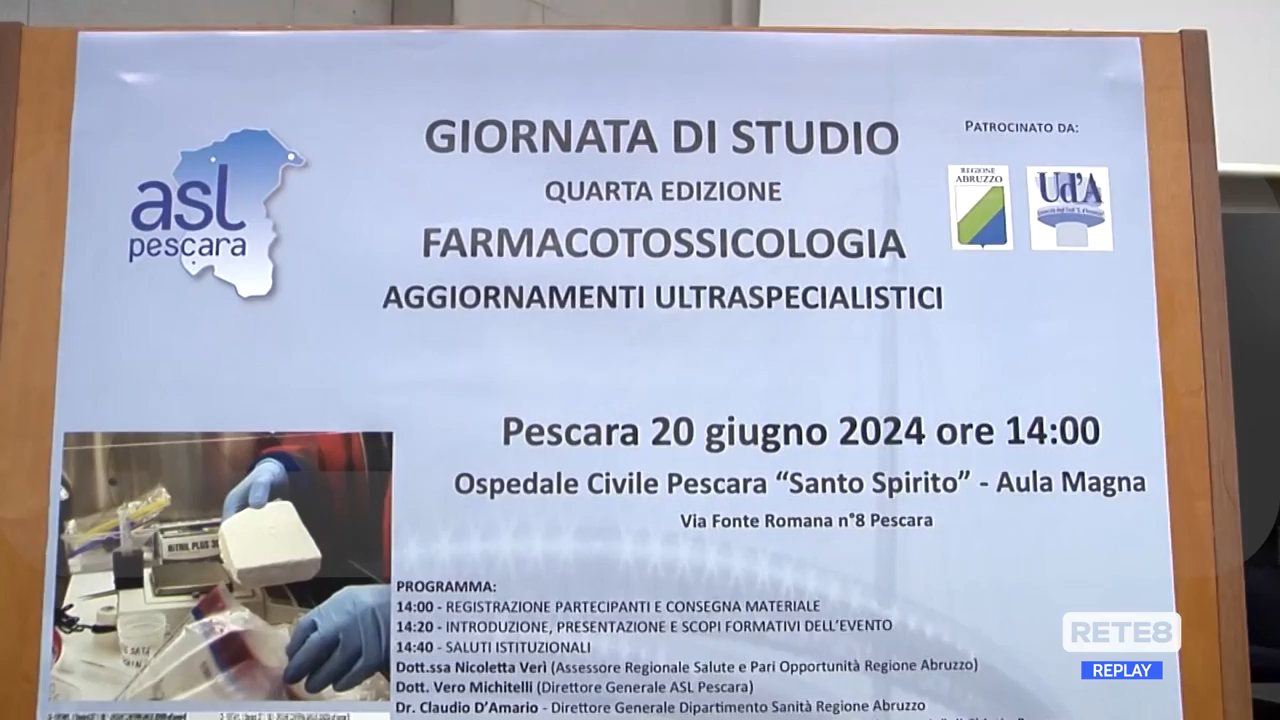 GIORNATA DI STUDIO
QUARTA EDIZIONE
FARMACOTOSSICOLOGIA
AGGIORNAMENTI ULTRASPECIALISTICI
asl
pescara
PATROCINATO DA:
REGIONE
ABRUZZO
Ud'A
Pescara 20 giugno 2024 ore 14:00
Ospedale Civile Pescara “Santo Spirito” - Aula Magna
Via Fonte Romana n°8 Pescara
NITRIL PLUS
PROGRAMMA:
14:00 - REGISTRAZIONE PARTECIPANTI E CONSEGNA MATERIALE
14:20 - INTRODUZIONE, PRESENTAZIONE E SCOPI FORMATIVI DELL’EVENTO
14:40 - SALUTI ISTITUZIONALI
Dott.ssa Nicoletta Verì (Assessore Regionale Salute e Pari Opportunità Regione Abruzzo)
Dott. Vero Michitelli (Direttore Generale ASL Pescara)
Dr. Claudio D’Amario - Direttore Generale Dipartimento Sanità Regione Abruzzo
RETE8
REPLAY